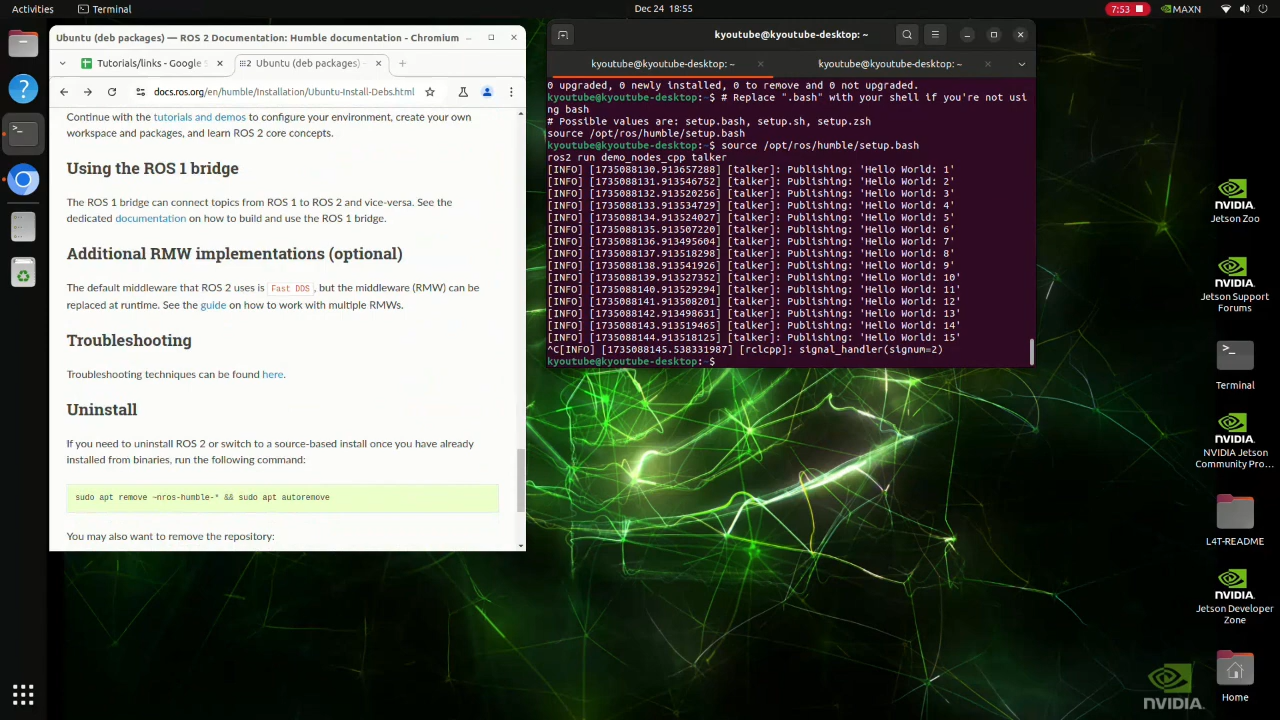 Activities
Terminal
Dec 24 18:55
7:53
MAXN
Ubuntu (deb packages) — ROS 2 Documentation: Humble documentation - Chromium
Tutorials/links - Google
Ubuntu (deb packages) —
docs.ros.org/en/humble/Installation/Ubuntu-Install-Debs.html
Continue with the tutorials and demos to configure your environment, create your own
workspace and packages, and learn ROS 2 core concepts.
Using the ROS 1 bridge
The ROS 1 bridge can connect topics from ROS 1 to ROS 2 and vice-versa. See the
dedicated documentation on how to build and use the ROS 1 bridge.
Additional RMW implementations (optional)
The default middleware that ROS 2 uses is Fast DDS, but the middleware (RMW) can be
replaced at runtime. See the guide on how to work with multiple RMWs.
Troubleshooting
Troubleshooting techniques can be found here.
Uninstall
If you need to uninstall ROS 2 or switch to a source-based install once you have already
installed from binaries, run the following command:
sudo apt remove ~nros-humble-* && sudo apt autoremove
You may also want to remove the repository:
kyoutube@kyoutube-desktop: ~
kyoutube@kyoutube-desktop: ~
kyoutube@kyoutube-desktop: ~
0 upgraded, 0 newly installed, 0 to remove and 0 not upgraded.
kyoutube@kyoutube-desktop:~$ # Replace ".bash" with your shell if you're not usi
ng bash
# Possible values are: setup.bash, setup.sh, setup.zsh
source /opt/ros/humble/setup.bash
kyoutube@kyoutube-desktop:~$ source /opt/ros/humble/setup.bash
ros2 run demo_nodes_cpp talker
[INFO] [1735088130.913657288] [talker]: Publishing: 'Hello World: 1'
[INFO] [1735088131.913546752] [talker]: Publishing: 'Hello World: 2'
[INFO] [1735088132.913520256] [talker]: Publishing: 'Hello World: 3'
[INFO] [1735088133.913534729] [talker]: Publishing: 'Hello World: 4'
[INFO] [1735088134.913524027] [talker]: Publishing: 'Hello World: 5'
[INFO] [1735088135.913507220] [talker]: Publishing: 'Hello World: 6'
[INFO] [1735088136.913495604] [talker]: Publishing: 'Hello World: 7'
[INFO] [1735088137.913518298] [talker]: Publishing: 'Hello World: 8'
[INFO] [1735088138.913541926] [talker]: Publishing: 'Hello World: 9'
[INFO] [1735088139.913527352] [talker]: Publishing: 'Hello World: 10'
[INFO] [1735088140.913529294] [talker]: Publishing: 'Hello World: 11'
[INFO] [1735088141.913508201] [talker]: Publishing: 'Hello World: 12'
[INFO] [1735088142.913498631] [talker]: Publishing: 'Hello World: 13'
[INFO] [1735088143.913519465] [talker]: Publishing: 'Hello World: 14'
[INFO] [1735088144.913518125] [talker]: Publishing: 'Hello World: 15'
^C[INFO] [1735088145.538331987] [rclcpp]: signal_handler(signum=2)
kyoutube@kyoutube-desktop:~$
Jetson Zoo
Jetson Support
Forums
Terminal
NVIDIA Jetson
Community Pro...
L4T-README
Jetson Developer
Zone
Home
NVIDIA.